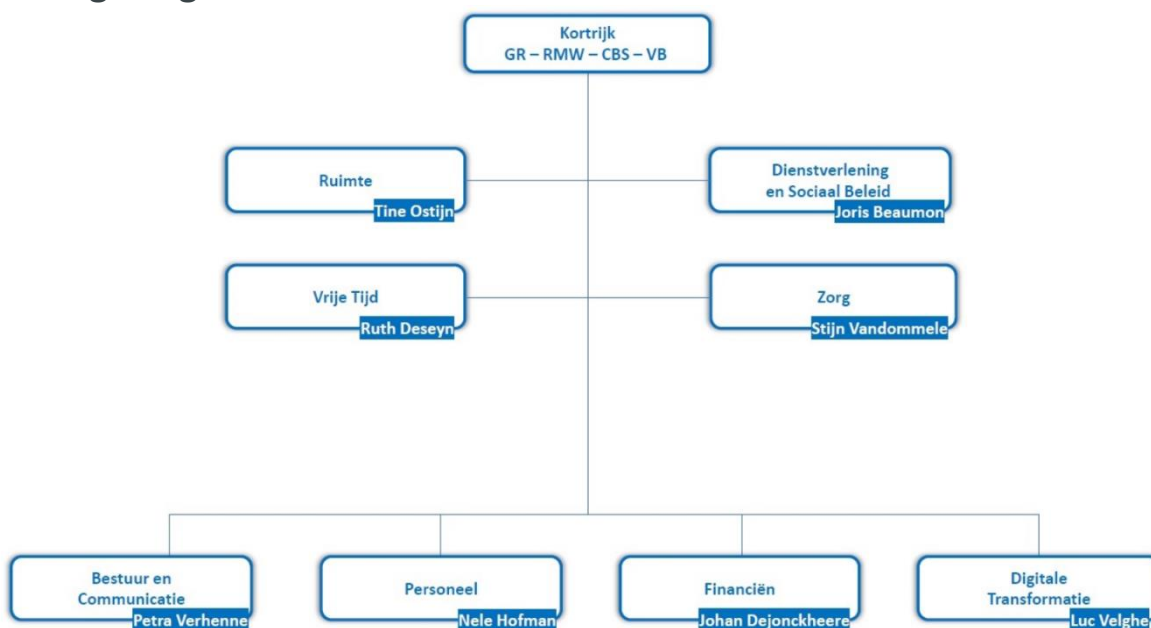 Kortrijk
GR – RMW – CBS – VB
Ruimte
Tine Ostijn
Dienstverlening
en Sociaal Beleid
Joris Beaumon
Vrije Tijd
Ruth Deseyn
Zorg
Stijn Vandommele
Bestuur en
Communicatie
Petra Verhenne
Personeel
Nele Hofman
Financiën
Johan Dejonckheere
Digitale
Transformatie
Luc Velghe